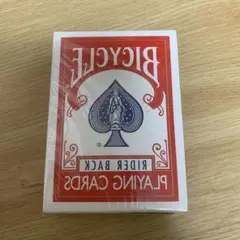 BICYCLE
®
RIDER BACK
PLAYING CARDS